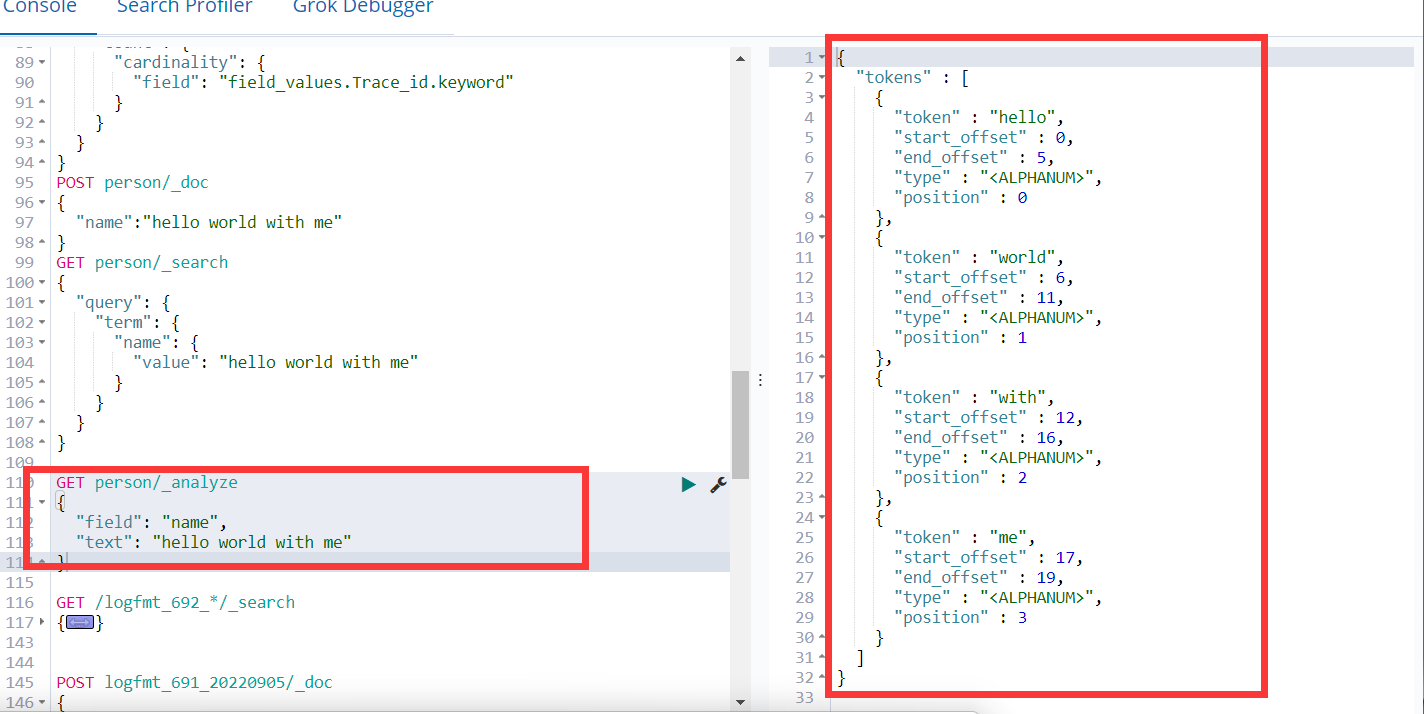 Console Search Profiler Grok Debugger
89 "cardinality": {
90 "field": "field_values.Trace_id.keyword"
91 }
92 }
93 }
94 }
95 POST person/_doc
96 {
97 "name":"hello world with me"
98 }
99 GET person/_search
100 {
101 "query": {
102 "term": {
103 "name": {
104 "value": "hello world with me"
105 }
106 }
107 }
108 }
109
110 GET person/_analyze
111 {
112 "field": "name",
113 "text": "hello world with me"
114 }
115
116 GET /logfmt_692_*/_search
117 {}
143
144
145 POST logfmt_691_20220905/_doc
146 {
1 {
2 "tokens" : [
3 {
4 "token" : "hello",
5 "start_offset" : 0,
6 "end_offset" : 5,
7 "type" : "<ALPHANUM>",
8 "position" : 0
9 },
10 {
11 "token" : "world",
12 "start_offset" : 6,
13 "end_offset" : 11,
14 "type" : "<ALPHANUM>",
15 "position" : 1
16 },
17 {
18 "token" : "with",
19 "start_offset" : 12,
20 "end_offset" : 16,
21 "type" : "<ALPHANUM>",
22 "position" : 2
23 },
24 {
25 "token" : "me",
26 "start_offset" : 17,
27 "end_offset" : 19,
28 "type" : "<ALPHANUM>",
29 "position" : 3
30 }
31 ]
32 }
33